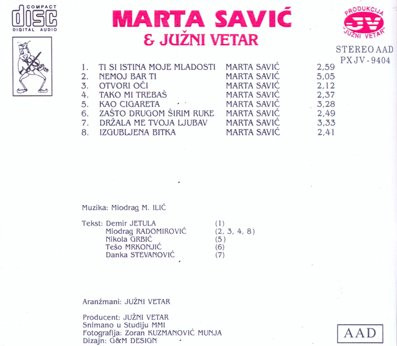 COMPACT
disc
DIGITAL AUDIO
MARTA SAVIĆ
& JUŽNI VETAR
PRODUKCIJA
JV
"JUŽNI VETAR"
STEREO AAD
PXJV-9404
1. TI SI ISTINA MOJE MLADOSTI MARTA SAVIĆ 2,59
2. NEMOJ BAR TI MARTA SAVIĆ 5,05
3. OTVORI OČI MARTA SAVIĆ 2,12
4. TAKO MI TREBAŠ MARTA SAVIĆ 2,37
5. KAO CIGARETA MARTA SAVIĆ 3,28
6. ZAŠTO DRUGOM ŠIRIM RUKE MARTA SAVIĆ 2,49
7. DRŽALA ME TVOJA LJUBAV MARTA SAVIĆ 3,33
8. IZGUBLJENA BITKA MARTA SAVIĆ 2,41
Muzika: Miodrag M. ILIĆ
Tekst: Demir JETULA (1)
Miodrag RADOMIROVIĆ (2, 3, 4, 8)
Nikola GRBIĆ (5)
Tešo MRKONJIĆ (6)
Danka STEVANOVIĆ (7)
Aranžmani: JUŽNI VETAR
Producent: JUŽNI VETAR
Snimano u Studiju MMI
Fotografija: Zoran KUZMANOVIĆ MUNJA
Dizajn: G&M DESIGN
AAD